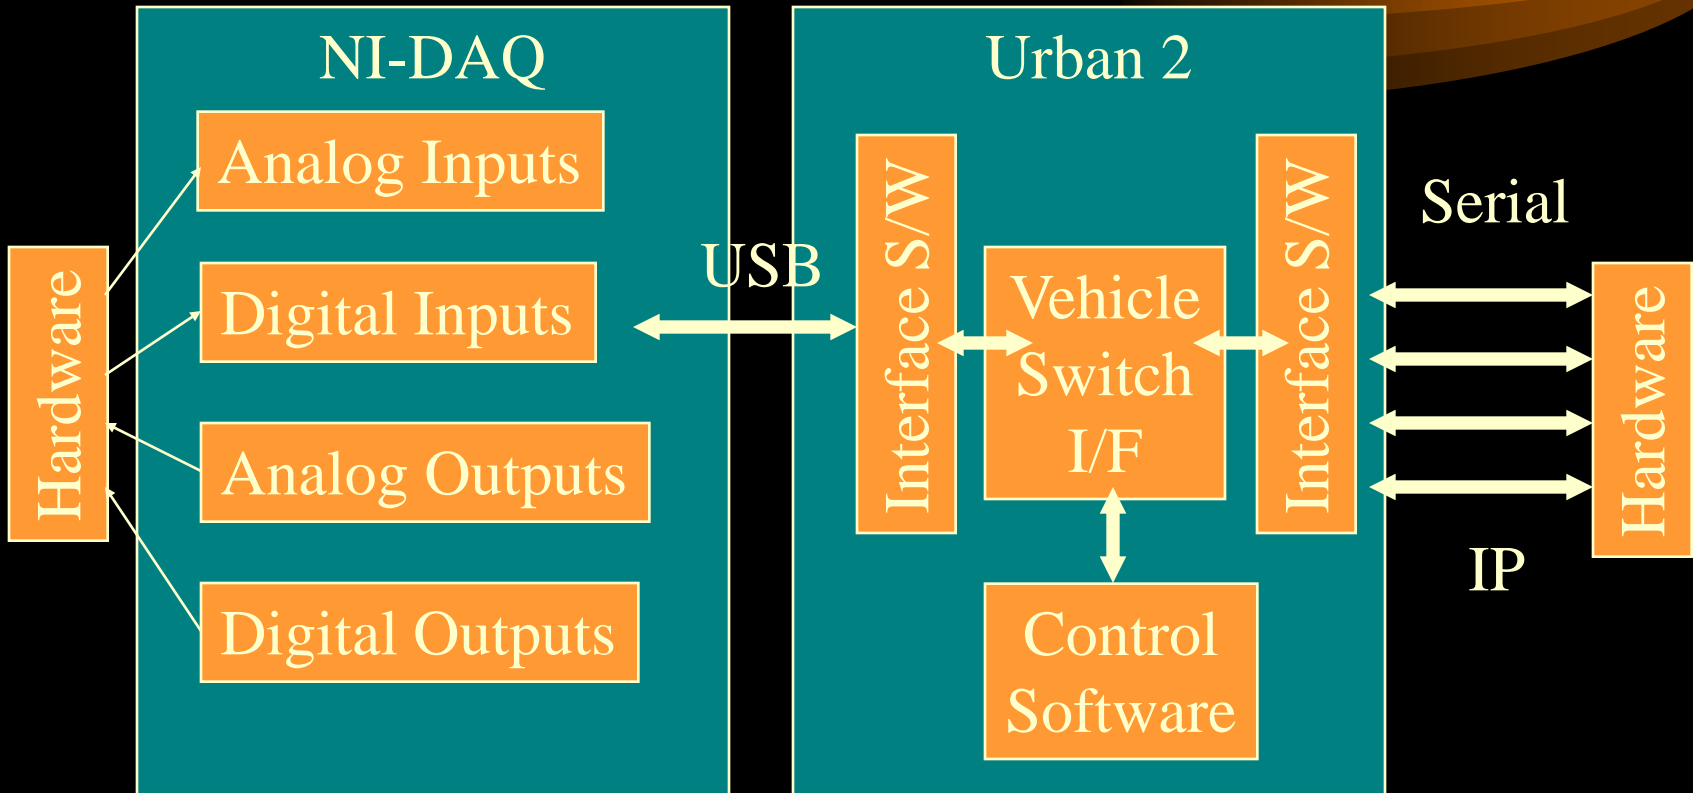 NI-DAQ
Analog Inputs
Digital Inputs
Analog Outputs
Digital Outputs
Hardware
USB
Urban 2
Interface S/W
Vehicle
Switch
I/F
Interface S/W
Control
Software
Serial
IP
Hardware